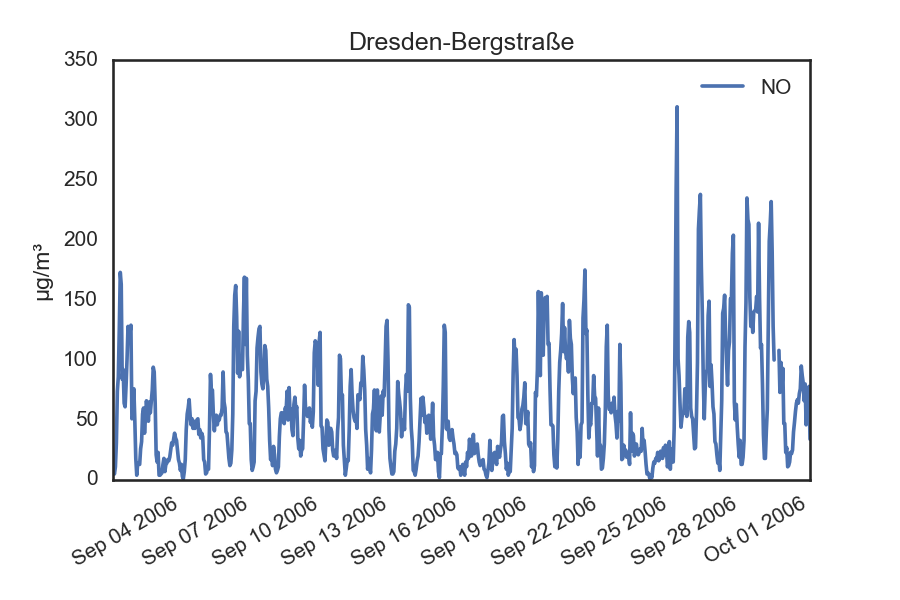 Dresden-Bergstraße
NO
µg/m³
350
300
250
200
150
100
50
0
Sep 04 2006
Sep 07 2006
Sep 10 2006
Sep 13 2006
Sep 16 2006
Sep 19 2006
Sep 22 2006
Sep 25 2006
Sep 28 2006
Oct 01 2006